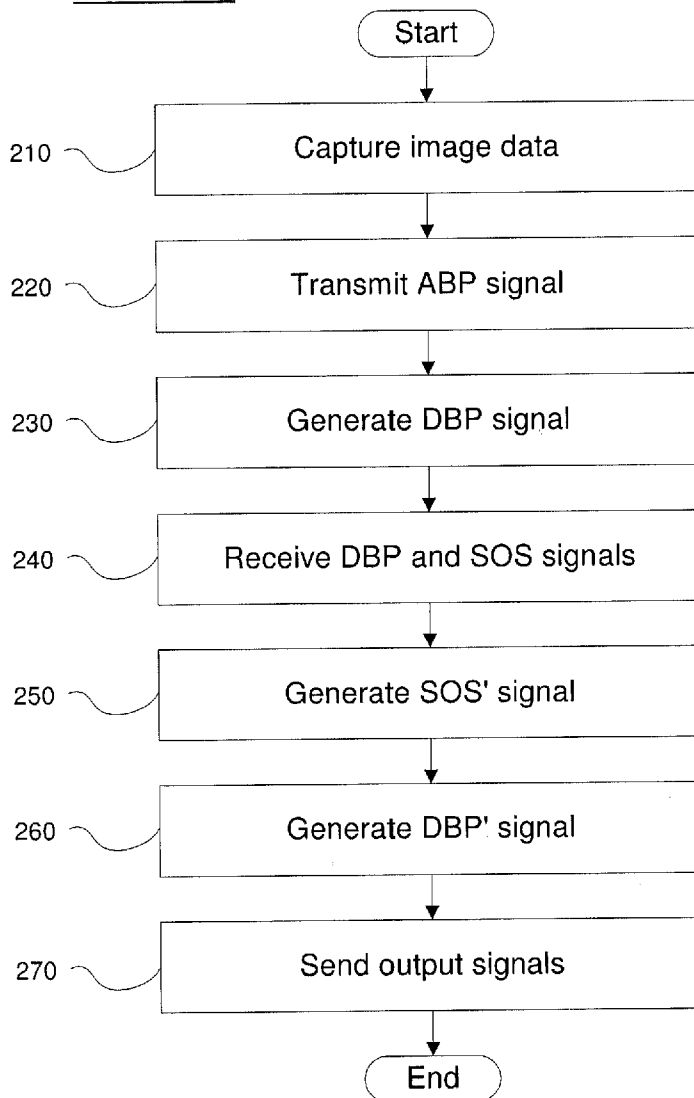 Start
210 Capture image data
220 Transmit ABP signal
230 Generate DBP signal
240 Receive DBP and SOS signals
250 Generate SOS' signal
260 Generate DBP' signal
270 Send output signals
End